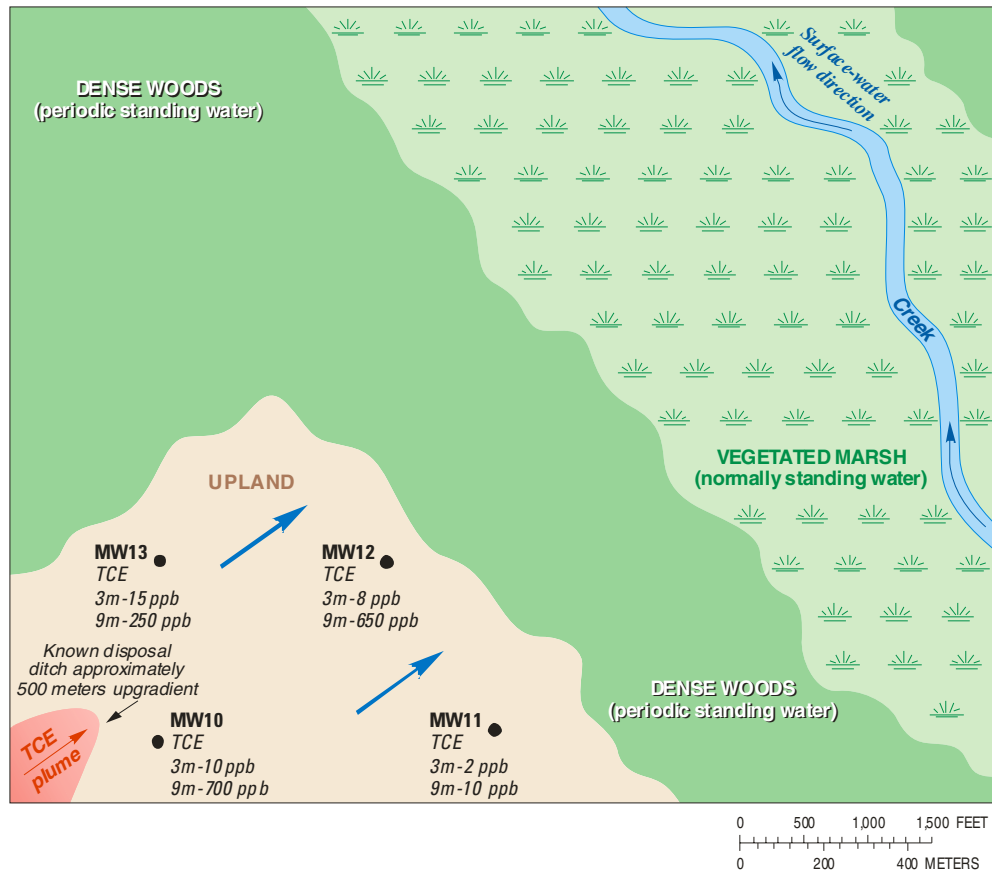 DENSE WOODS
(periodic standing water)
Surface-water
flow direction
Creek
VEGETATED MARSH
(normally standing water)
UPLAND
MW13
TCE
3m-15 ppb
9m-250 ppb
MW12
TCE
3m-8 ppb
9m-650 ppb
Known disposal
ditch approximately
500 meters upgradient
TCE
plume
MW10
TCE
3m-10 ppb
9m-700 ppb
MW11
TCE
3m-2 ppb
9m-10 ppb
DENSE WOODS
(periodic standing water)
0 500 1,000 1,500 FEET
0 200 400 METERS